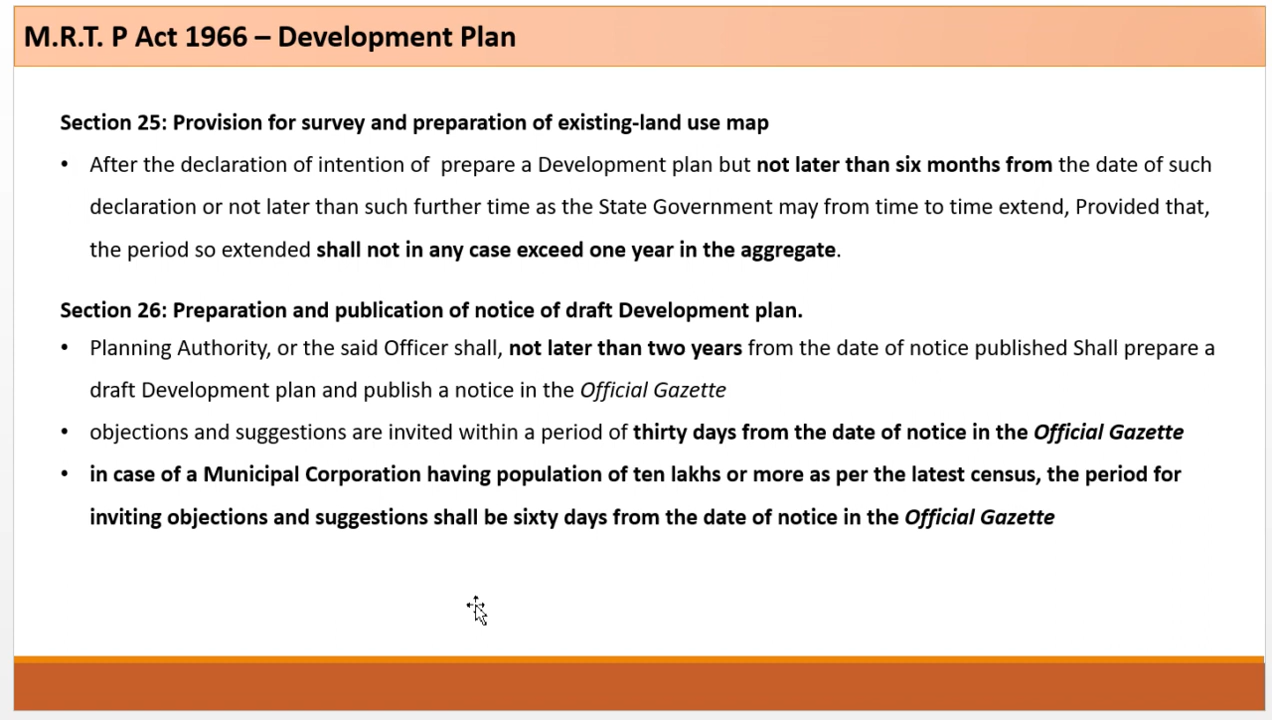 M.R.T. P Act 1966 – Development Plan
Section 25: Provision for survey and preparation of existing-land use map
• After the declaration of intention of prepare a Development plan but not later than six months from the date of such
declaration or not later than such further time as the State Government may from time to time extend, Provided that,
the period so extended shall not in any case exceed one year in the aggregate.
Section 26: Preparation and publication of notice of draft Development plan.
• Planning Authority, or the said Officer shall, not later than two years from the date of notice published Shall prepare a
draft Development plan and publish a notice in the Official Gazette
• objections and suggestions are invited within a period of thirty days from the date of notice in the Official Gazette
• in case of a Municipal Corporation having population of ten lakhs or more as per the latest census, the period for
inviting objections and suggestions shall be sixty days from the date of notice in the Official Gazette